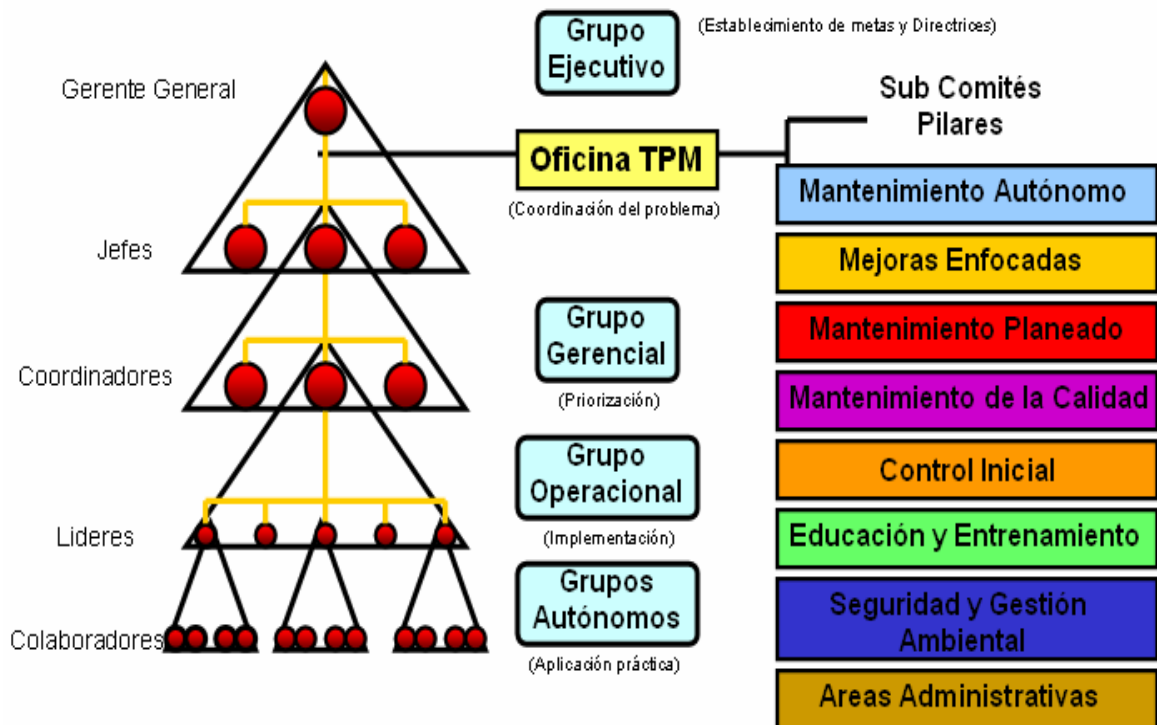 Gerente General
Jefes
Coordinadores
Lideres
Colaboradores
Grupo
Ejecutivo
(Establecimiento de metas y Directrices)
Oficina TPM
(Coordinación del problema)
Grupo
Gerencial
(Priorización)
Grupo
Operacional
(Implementación)
Grupos
Autónomos
(Aplicación práctica)
Sub Comités
Pilares
Mantenimiento Autónomo
Mejoras Enfocadas
Mantenimiento Planeado
Mantenimiento de la Calidad
Control Inicial
Educación y Entrenamiento
Seguridad y Gestión
Ambiental
Areas Administrativas